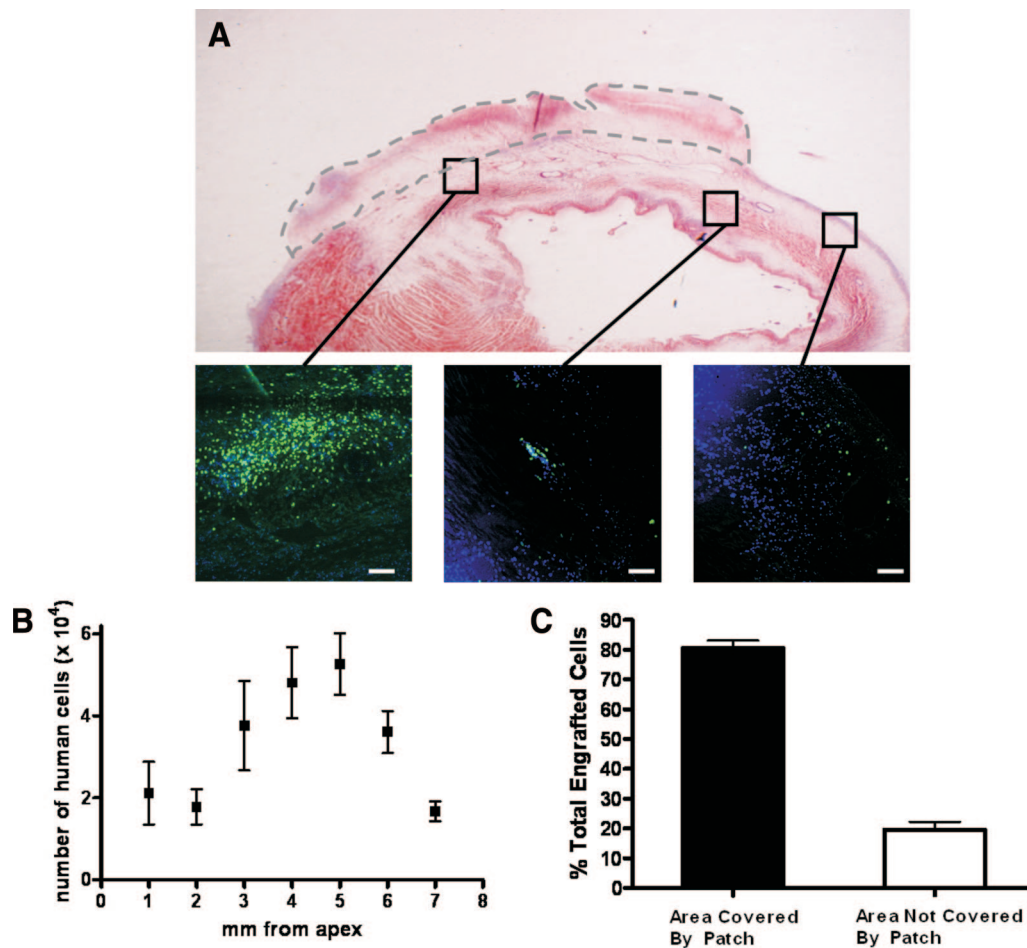 A
B
number of human cells (x 10⁴)
6
4
2
0
0 1 2 3 4 5 6 7 8
mm from apex
C
% Total Engrafted Cells
90
80
70
60
50
40
30
20
10
0
Area Covered
By Patch
Area Not Covered
By Patch